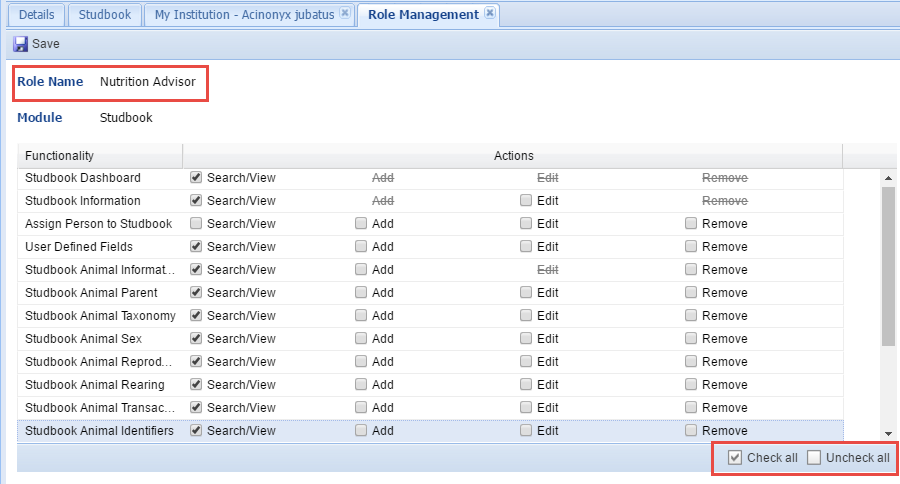 Details Studbook My Institution - Acinonyx jubatus Role Management
Save
Role Name Nutrition Advisor
Module Studbook
Functionality Actions
Studbook Dashboard Search/View Add Edit Remove
Studbook Information Search/View Add Edit Remove
Assign Person to Studbook Search/View Add Edit Remove
User Defined Fields Search/View Add Edit Remove
Studbook Animal Informat... Search/View Add Edit Remove
Studbook Animal Parent Search/View Add Edit Remove
Studbook Animal Taxonomy Search/View Add Edit Remove
Studbook Animal Sex Search/View Add Edit Remove
Studbook Animal Reprod... Search/View Add Edit Remove
Studbook Animal Rearing Search/View Add Edit Remove
Studbook Animal Transac... Search/View Add Edit Remove
Studbook Animal Identifiers Search/View Add Edit Remove
Check all Uncheck all